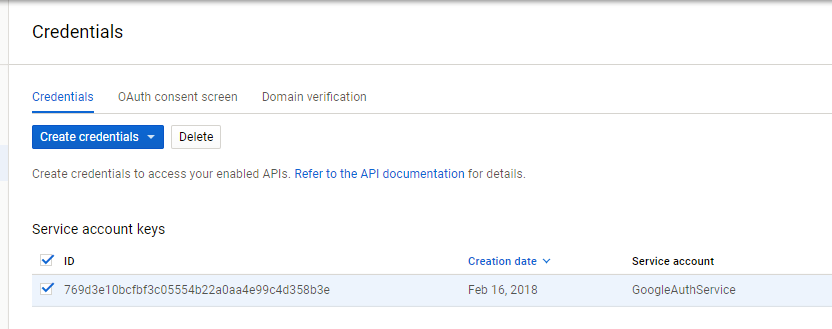 Credentials
Credentials OAuth consent screen Domain verification
Create credentials Delete
Create credentials to access your enabled APIs. Refer to the API documentation for details.
Service account keys
ID Creation date Service account
769d3e10bcfbf3c05554b22a0aa4e99c4d358b3e Feb 16, 2018 GoogleAuthService